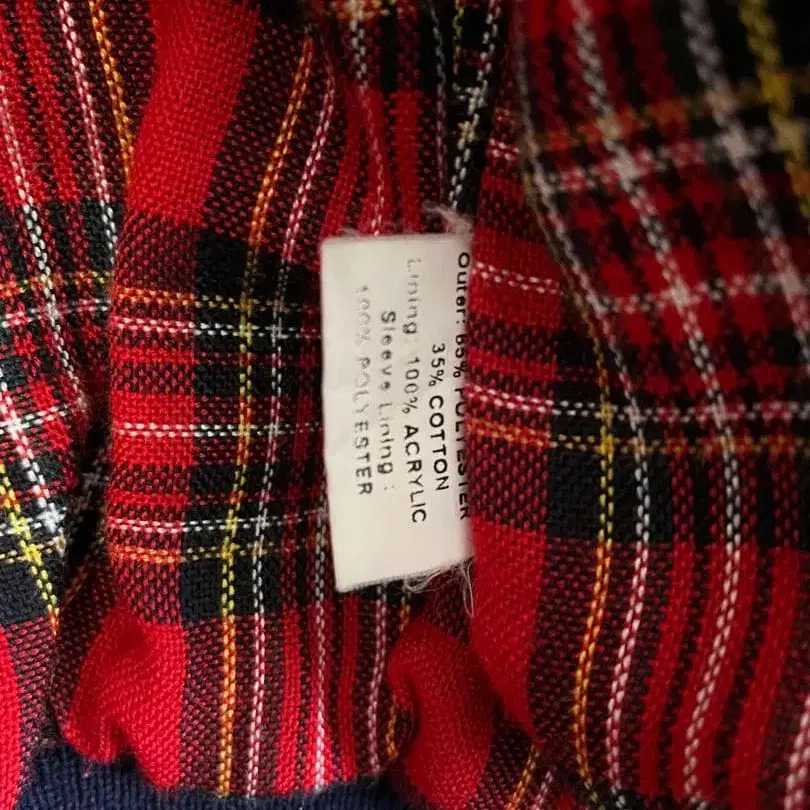 Outer: 65% POLYESTER
35% COTTON
Lining: 100% ACRYLIC
Sleeve Lining:
100% POLYESTER